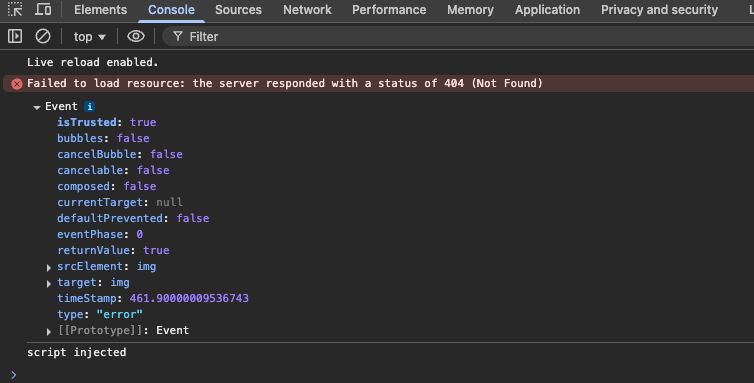 Elements Console Sources Network Performance Memory Application Privacy and security
top Filter
Live reload enabled.
Failed to load resource: the server responded with a status of 404 (Not Found)
Event i
isTrusted: true
bubbles: false
cancelBubble: false
cancelable: false
composed: false
currentTarget: null
defaultPrevented: false
eventPhase: 0
returnValue: true
srcElement: img
target: img
timeStamp: 461.90000009536743
type: "error"
[[Prototype]]: Event
script injected